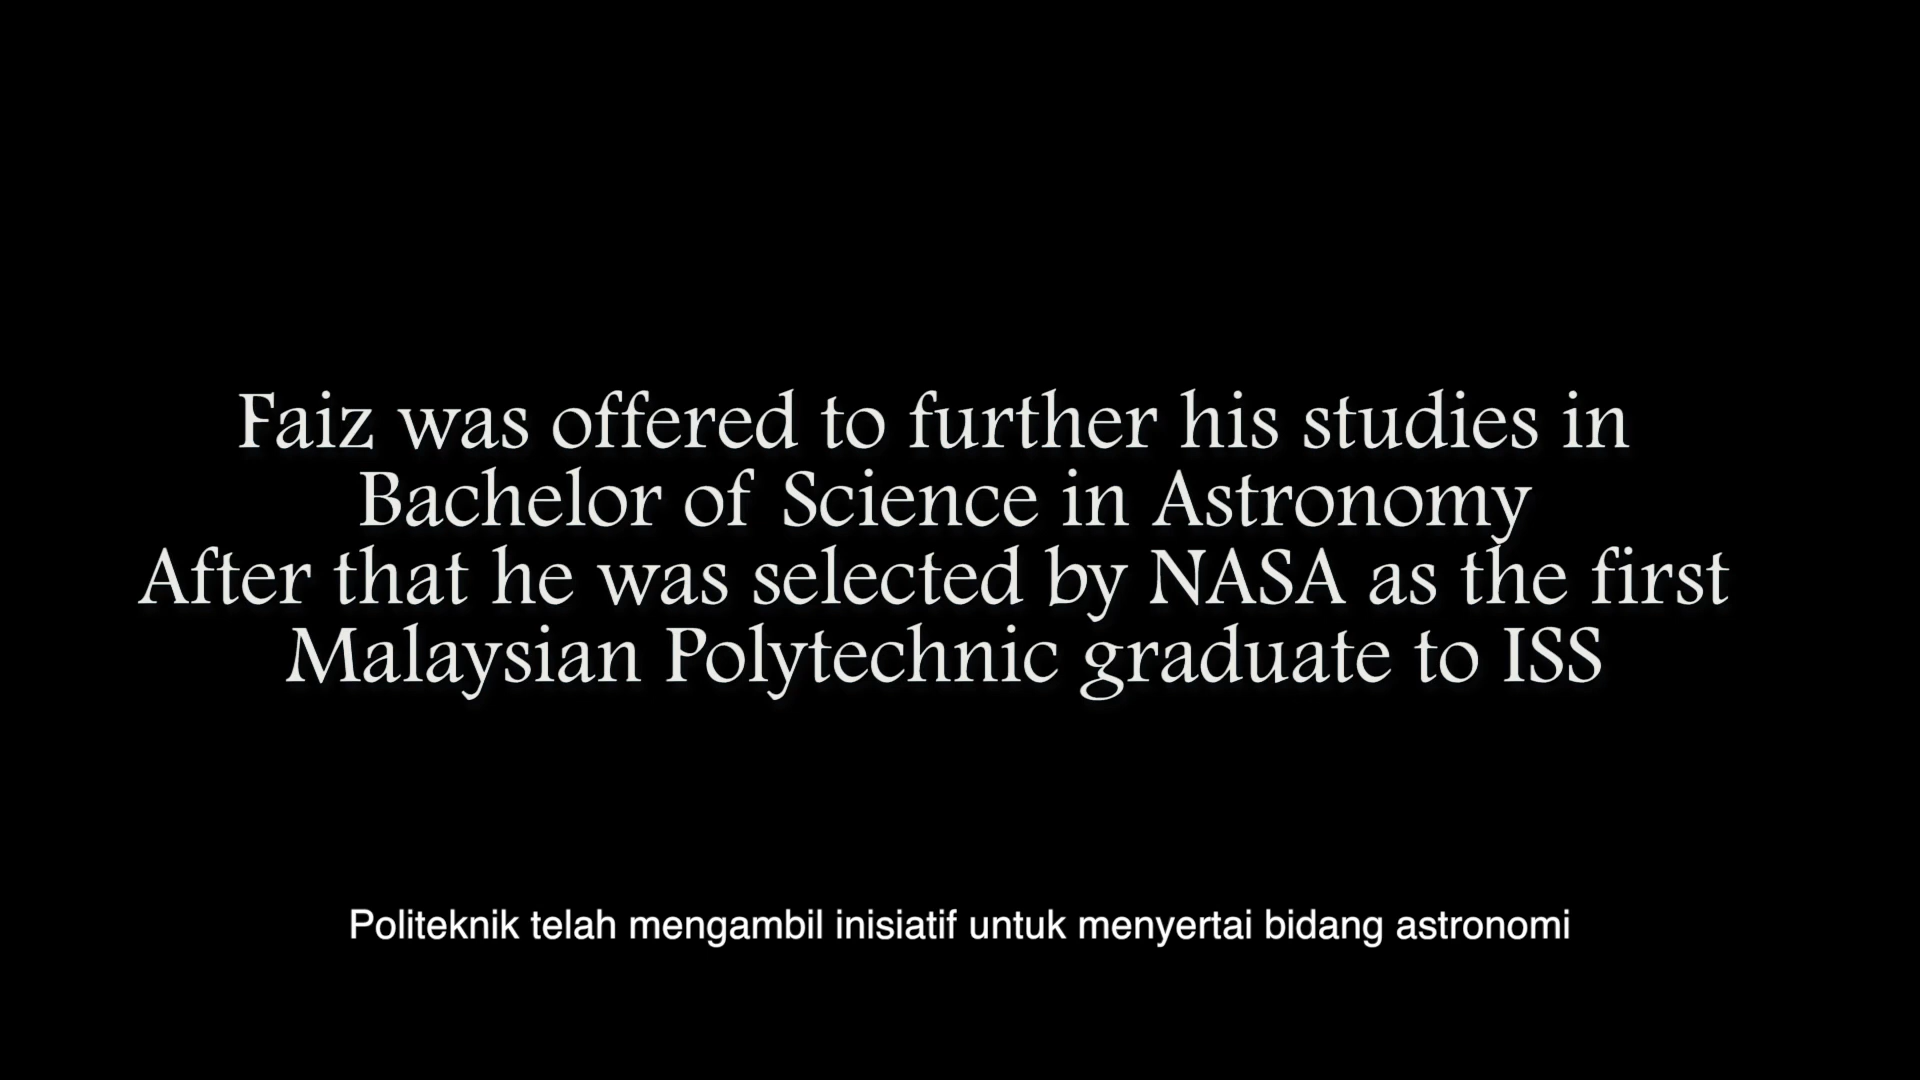 Faiz was offered to further his studies in
Bachelor of Science in Astronomy
After that he was selected by NASA as the first
Malaysian Polytechnic graduate to ISS
Politeknik telah mengambil inisiatif untuk menyertai bidang astronomi